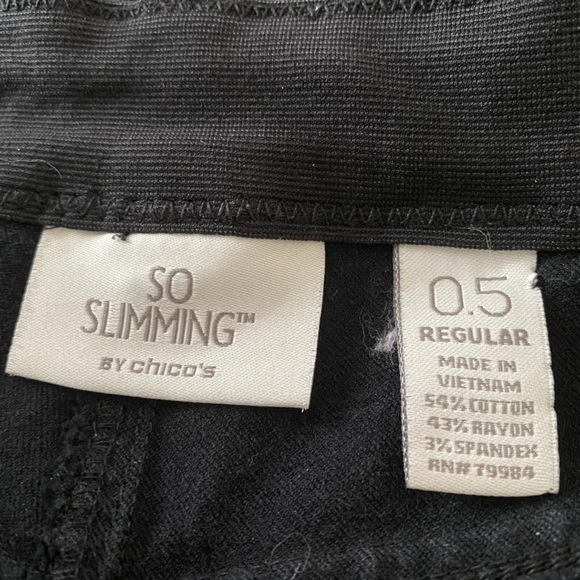 SO
SLIMMING™
BY chico's
0.5
REGULAR
MADE IN
VIETNAM
54% COTTON
43% RAYON
3% SPANDEX
RN# 79984